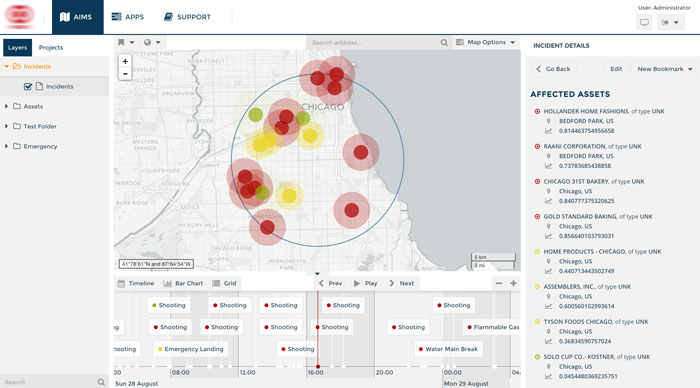 User: Administrator
AIMS
APPS
SUPPORT
Layers
Projects
Incidents
Incidents
Assets
Test Folder
Emergency
Search
Search address...
Map Options
+
−
CHICAGO
41°78'61"N and 87°64'54"W
5 km
3 mi
Timeline
Bar Chart
Grid
Prev
Play
Next
− +
Shooting
Shooting
Shooting
Shooting
Shooting
ng
Shooting
Shooting
Shooting
Flammable Gas
hooting
Emergency Landing
Shooting
Water Main Break
08:00
12:00
16:00
20:00
04:0
Sun 28 August
Mon 29 August
INCIDENT DETAILS
Go Back
Edit
New Bookmark
AFFECTED ASSETS
HOLLANDER HOME FASHIONS, of type UNK
BEDFORD PARK, US
0.814463754956658
RAANI CORPORATION, of type UNK
BEDFORD PARK, US
0.73783685438858
CHICAGO 31ST BAKERY, of type UNK
Chicago, US
0.840777375320625
GOLD STANDARD BAKING, of type UNK
Chicago, US
0.856640103793031
HOME PRODUCTS - CHICAGO, of type UNK
Chicago, US
0.440713443502749
ASSEMBLERS, INC., of type UNK
Chicago, US
0.600560102993614
TYSON FOODS CHICAGO, of type UNK
Chicago, US
0.36834590757024
SOLO CUP CO.- KOSTNER, of type UNK
Chicago, US
0.0454480369235751